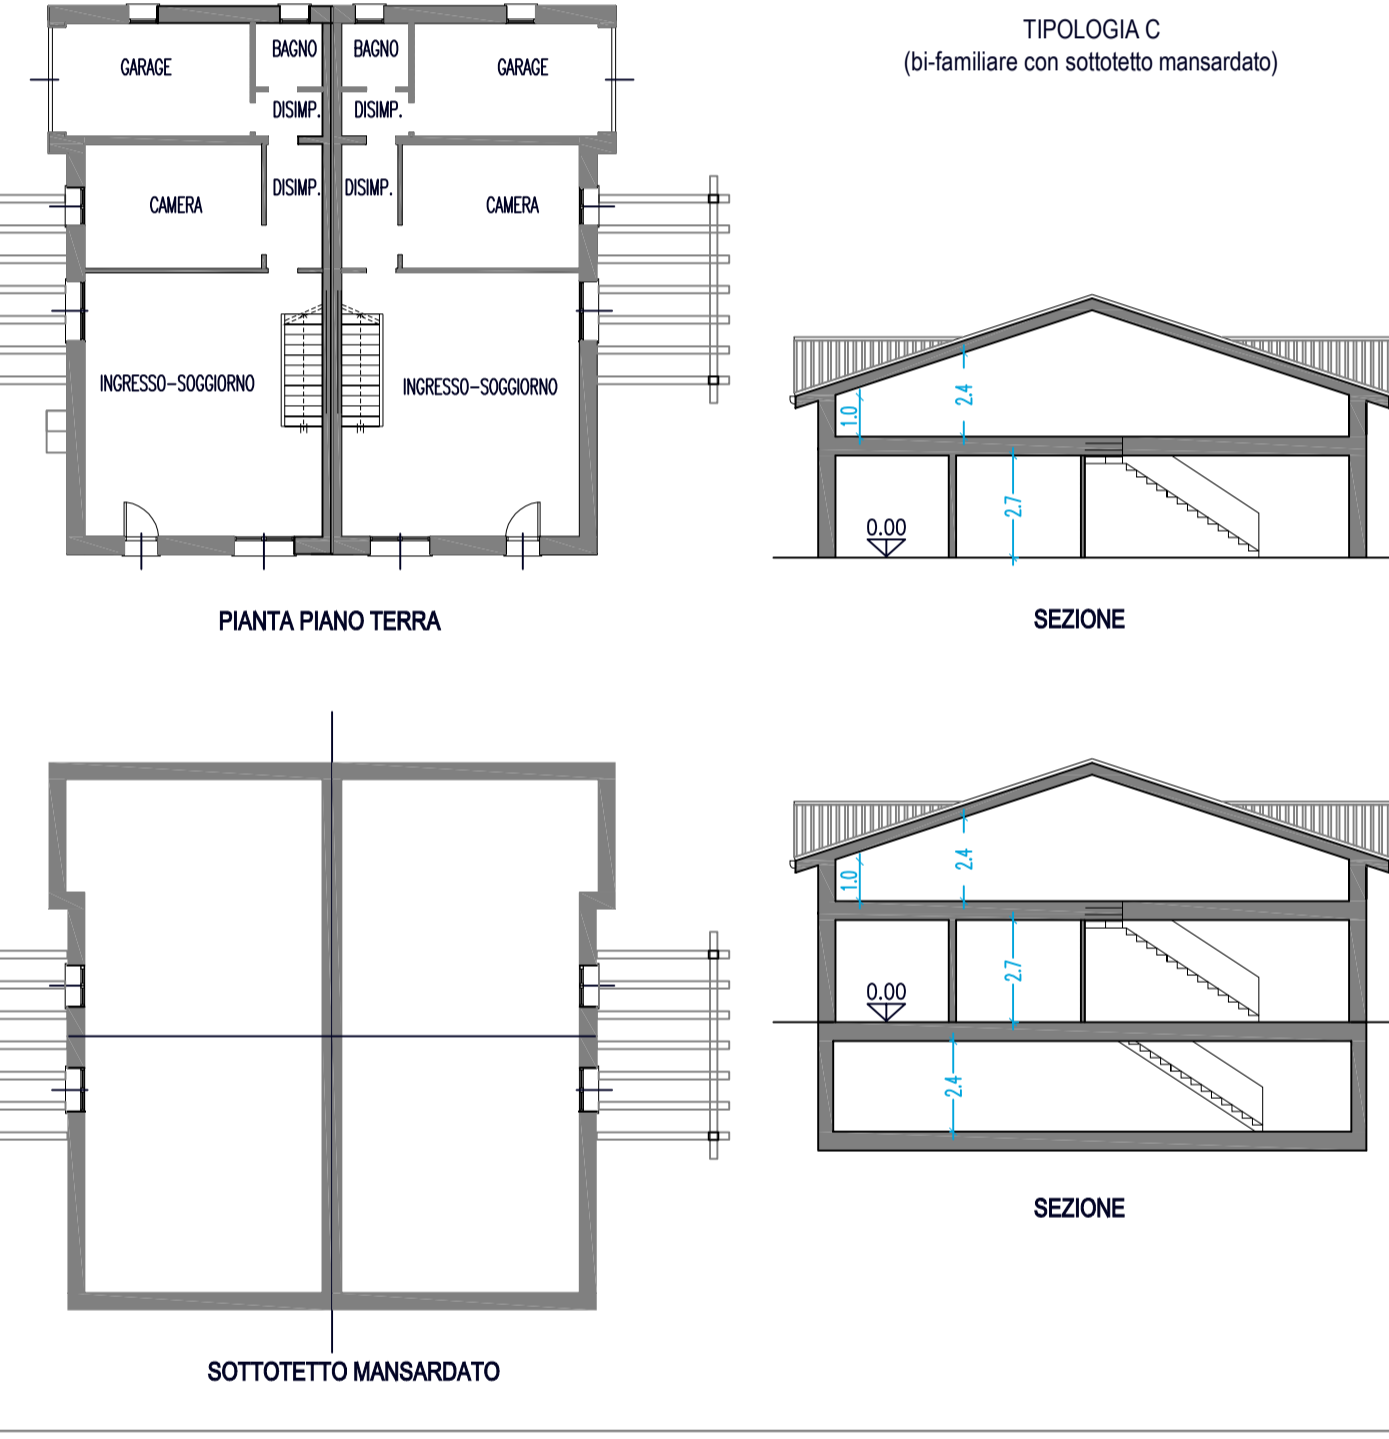 TIPOLOGIA C
(bi-familiare con sottotetto mansardato)
BAGNO BAGNO
GARAGE GARAGE
DISIMP. DISIMP.
DISIMP. DISIMP.
CAMERA CAMERA
INGRESSO-SOGGIORNO INGRESSO-SOGGIORNO
PIANTA PIANO TERRA
1.0
2.4
2.7
0.00
SEZIONE
SOTTOTETTO MANSARDATO
1.0
2.4
2.7
0.00
2.4
SEZIONE